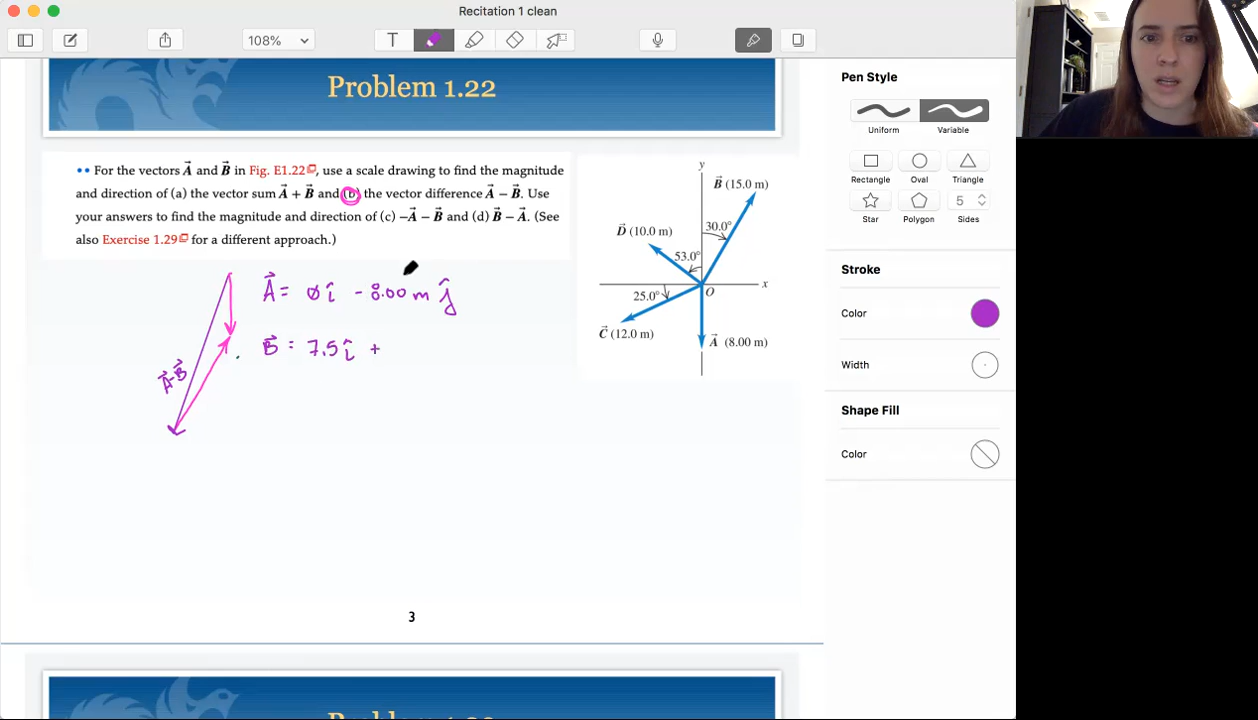 Recitation 1 clean
108%
T
Problem 1.22
•• For the vectors A⃗ and B⃗ in Fig. E1.22, use a scale drawing to find the magnitude
and direction of (a) the vector sum A⃗ + B⃗ and (b) the vector difference A⃗ − B⃗. Use
your answers to find the magnitude and direction of (c) −A⃗ − B⃗ and (d) B⃗ − A⃗. (See
also Exercise 1.29 for a different approach.)
y
B⃗ (15.0 m)
30.0°
D⃗ (10.0 m)
53.0°
x
O
25.0°
C⃗ (12.0 m)
A⃗ (8.00 m)
A⃗ = 0î - 8.00 m ĵ
B⃗ = 7.5î +
A⃗-B⃗
3
Pen Style
Uniform
Variable
Rectangle
Oval
Triangle
Star
Polygon
5
Sides
Stroke
Color
Width
Shape Fill
Color